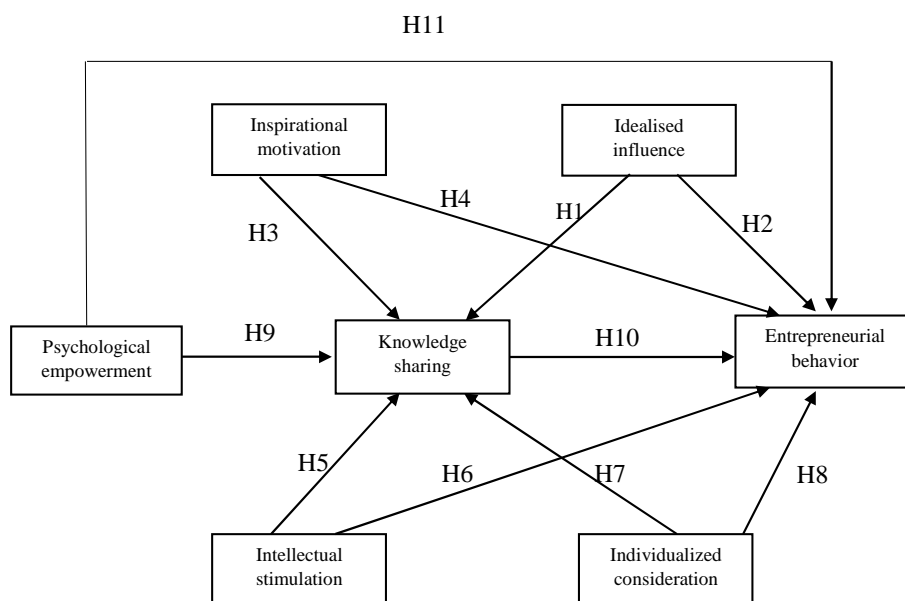 H11
Inspirational
motivation
Idealised
influence
H4
H1
H2
H3
Psychological
empowerment
H9
Knowledge
sharing
H10
Entrepreneurial
behavior
H5
H6
H7
H8
Intellectual
stimulation
Individualized
consideration